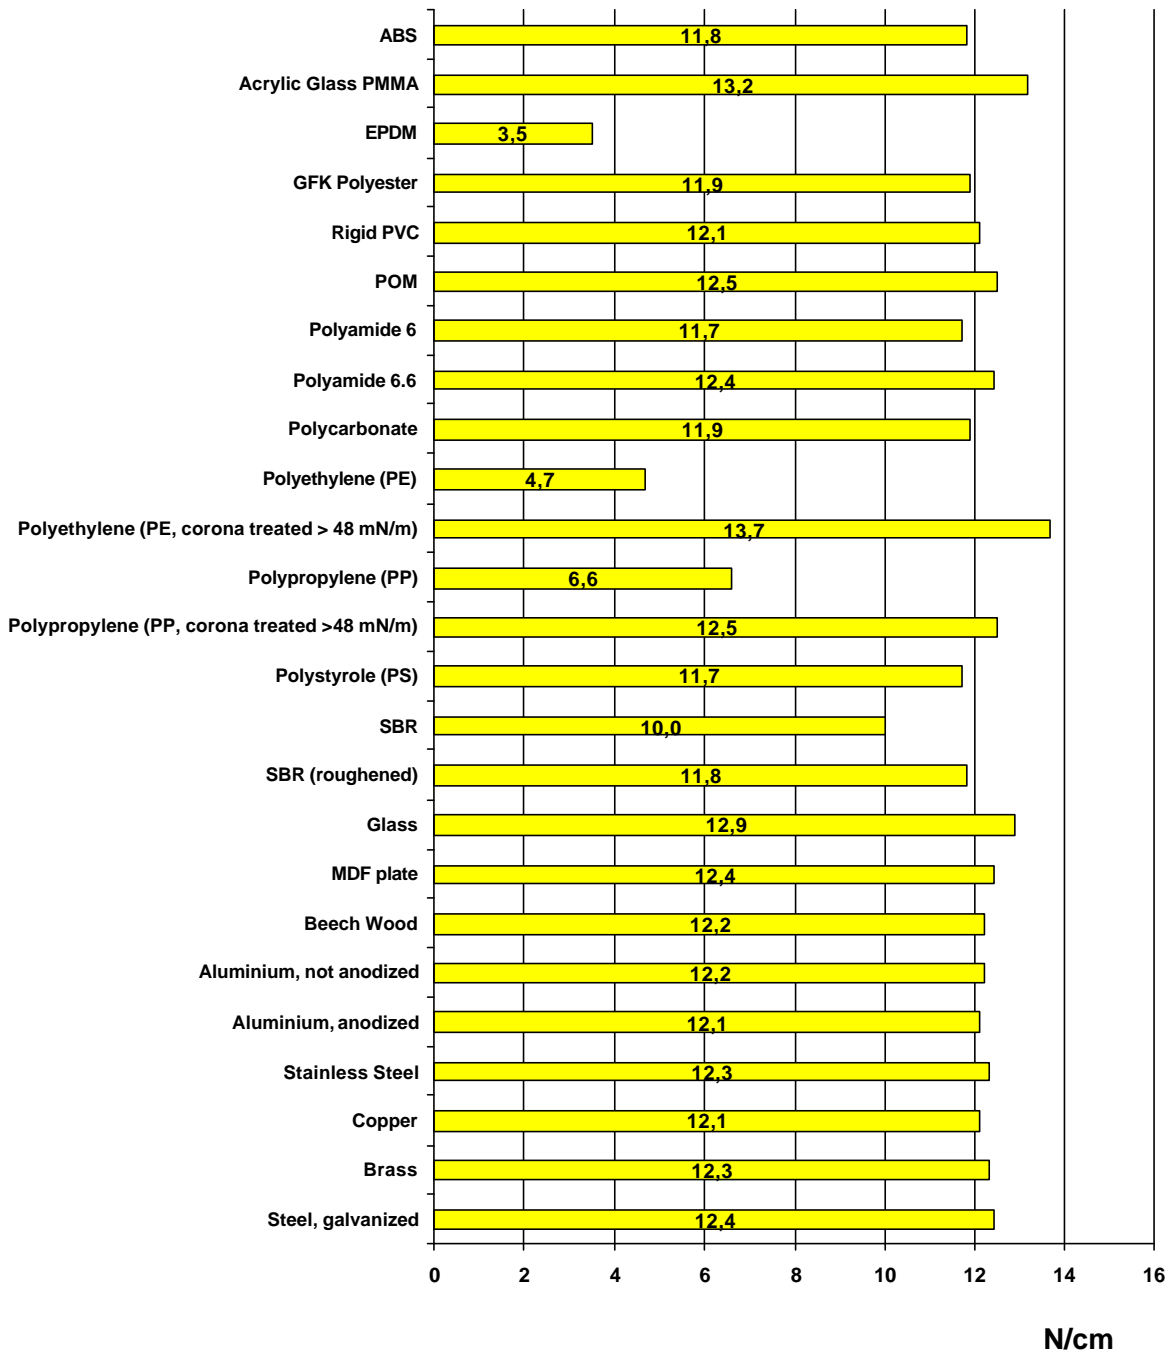 ABS 11,8
Acrylic Glass PMMA 13,2
EPDM 3,5
GFK Polyester 11,9
Rigid PVC 12,1
POM 12,5
Polyamide 6 11,7
Polyamide 6.6 12,4
Polycarbonate 11,9
Polyethylene (PE) 4,7
Polyethylene (PE, corona treated > 48 mN/m) 13,7
Polypropylene (PP) 6,6
Polypropylene (PP, corona treated >48 mN/m) 12,5
Polystyrole (PS) 11,7
SBR 10,0
SBR (roughened) 11,8
Glass 12,9
MDF plate 12,4
Beech Wood 12,2
Aluminium, not anodized 12,2
Aluminium, anodized 12,1
Stainless Steel 12,3
Copper 12,1
Brass 12,3
Steel, galvanized 12,4
0 2 4 6 8 10 12 14 16
N/cm